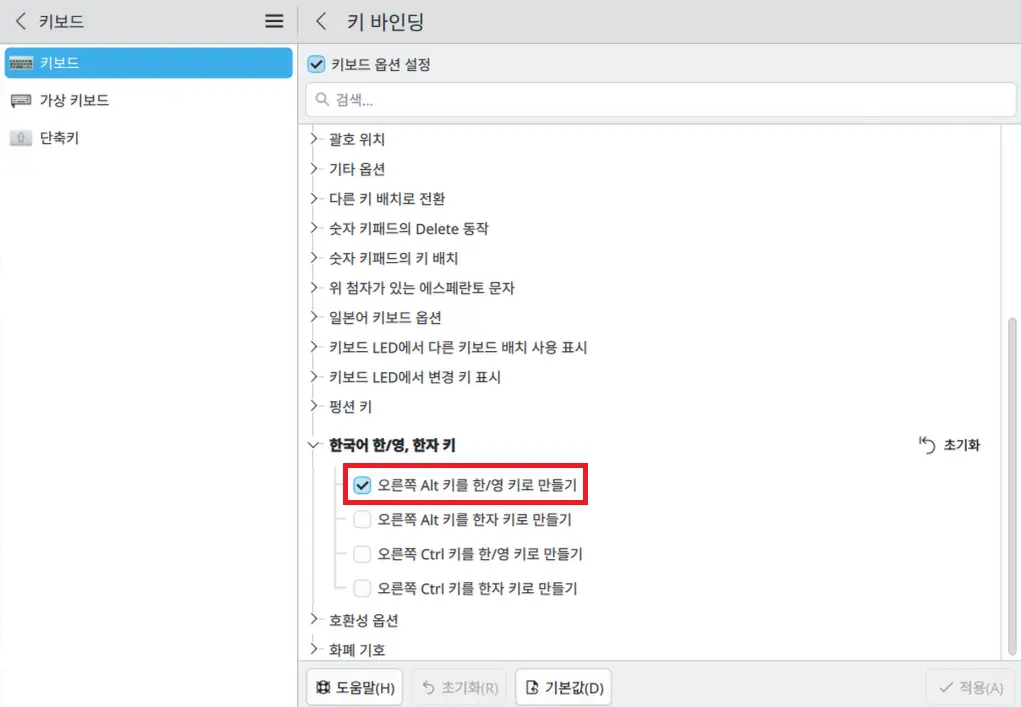 키보드
키 바인딩
키보드
가상 키보드
단축키
키보드 옵션 설정
검색...
괄호 위치
기타 옵션
다른 키 배치로 전환
숫자 키패드의 Delete 동작
숫자 키패드의 키 배치
위 첨자가 있는 에스페란토 문자
일본어 키보드 옵션
키보드 LED에서 다른 키보드 배치 사용 표시
키보드 LED에서 변경 키 표시
펑션 키
한국어 한/영, 한자 키
초기화
오른쪽 Alt 키를 한/영 키로 만들기
오른쪽 Alt 키를 한자 키로 만들기
오른쪽 Ctrl 키를 한/영 키로 만들기
오른쪽 Ctrl 키를 한자 키로 만들기
호환성 옵션
화폐 기호
도움말(H)
초기화(R)
기본값(D)
적용(A)